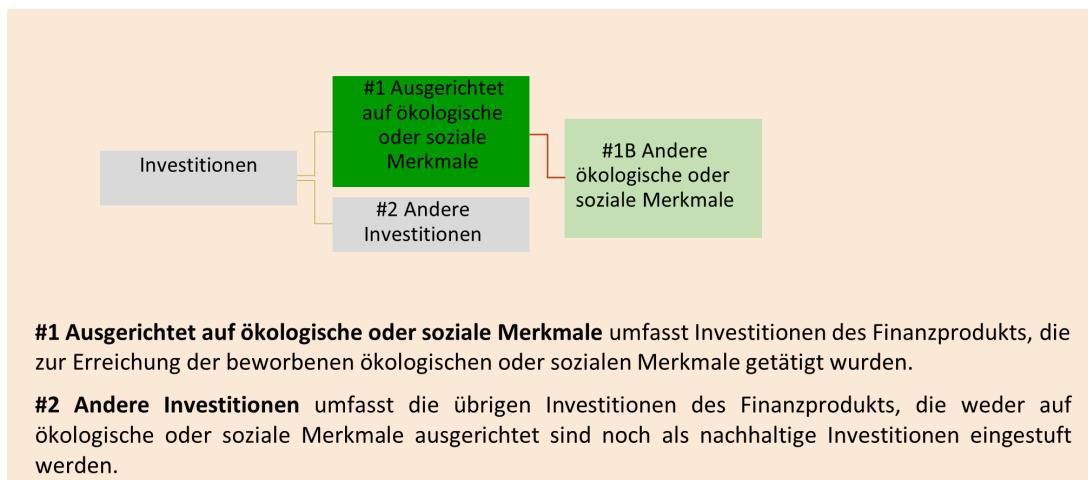 #1 Ausgerichtet
auf ökologische
oder soziale
Merkmale
Investitionen
#1B Andere
ökologische oder
soziale Merkmale
#2 Andere
Investitionen
#1 Ausgerichtet auf ökologische oder soziale Merkmale umfasst Investitionen des Finanzprodukts, die
zur Erreichung der beworbenen ökologischen oder sozialen Merkmale getätigt wurden.
#2 Andere Investitionen umfasst die übrigen Investitionen des Finanzprodukts, die weder auf
ökologische oder soziale Merkmale ausgerichtet sind noch als nachhaltige Investitionen eingestuft
werden.